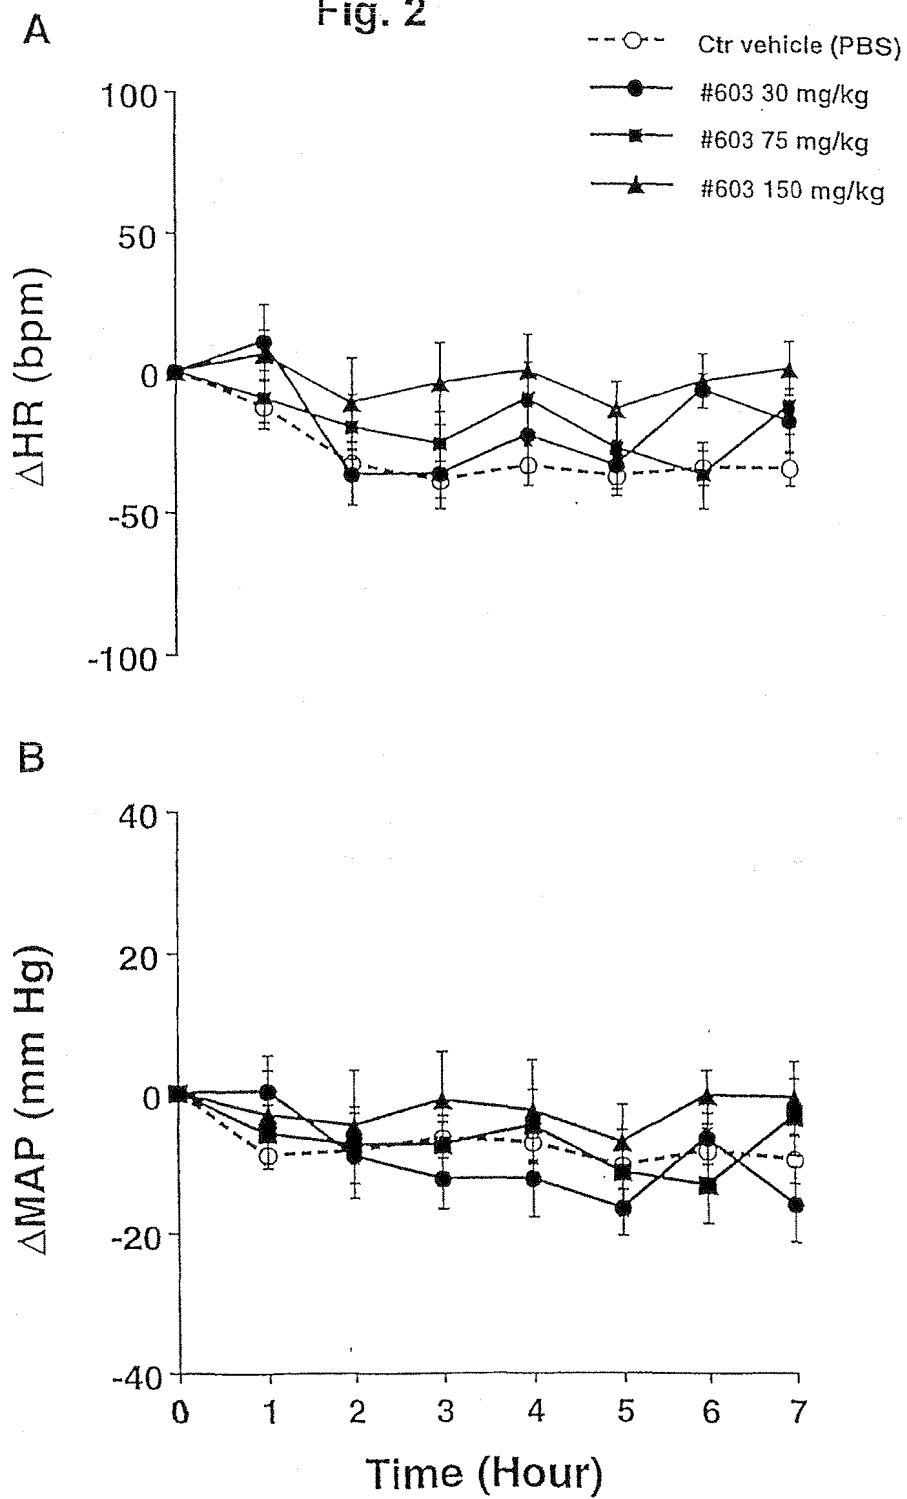 Fig. 2
A
Ctr vehicle (PBS)
#603 30 mg/kg
#603 75 mg/kg
#603 150 mg/kg
100
50
0
-50
-100
ΔHR (bpm)
B
40
20
0
-20
-40
ΔMAP (mm Hg)
0 1 2 3 4 5 6 7
Time (Hour)